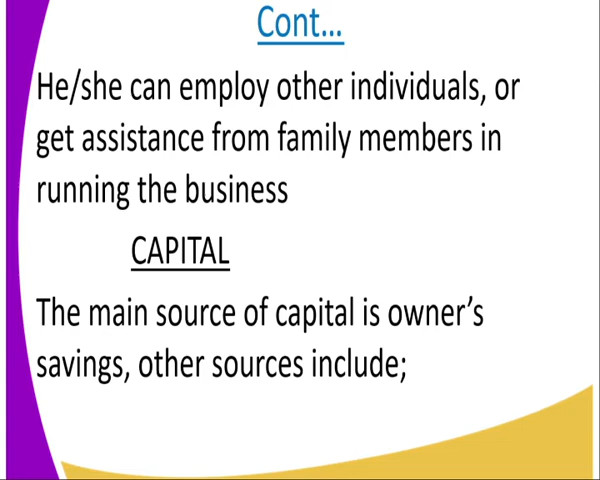 Cont...
He/she can employ other individuals, or
get assistance from family members in
running the business
CAPITAL
The main source of capital is owner's
savings, other sources include;